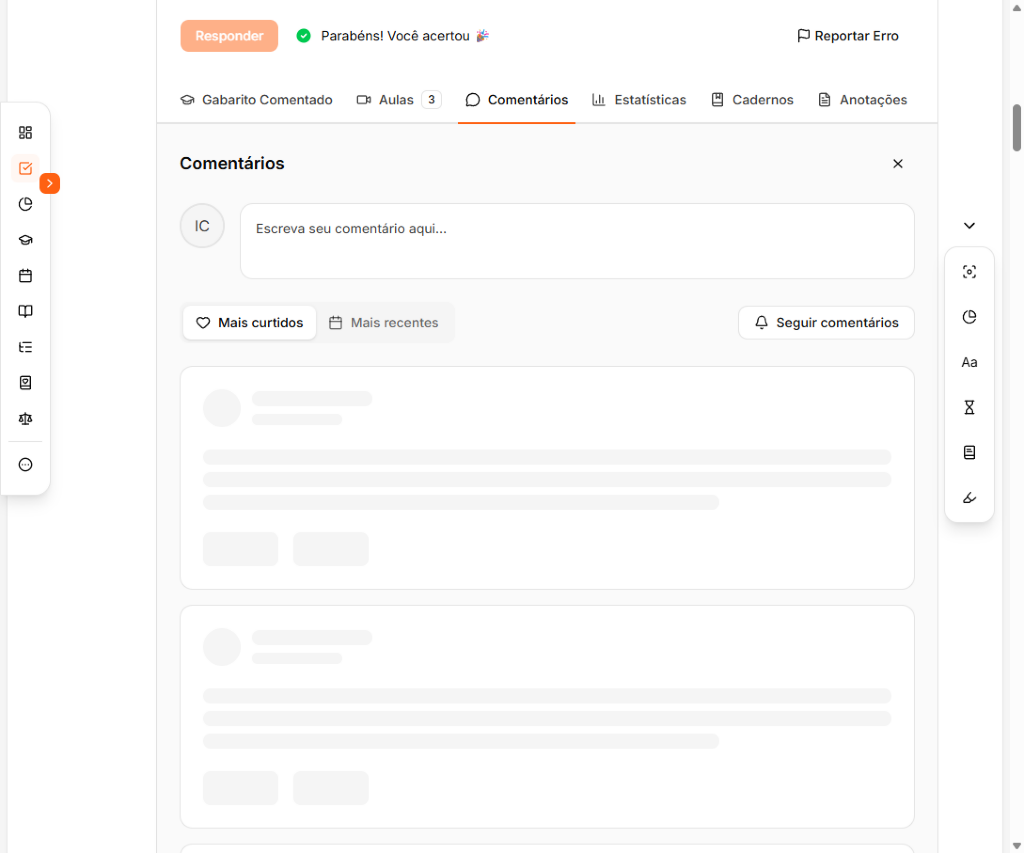 Responder
Parabéns! Você acertou 🎉
Reportar Erro
Gabarito Comentado
Aulas 3
Comentários
Estatísticas
Cadernos
Anotações
Comentários
IC
Escreva seu comentário aqui...
Mais curtidos
Mais recentes
Seguir comentários
Aa